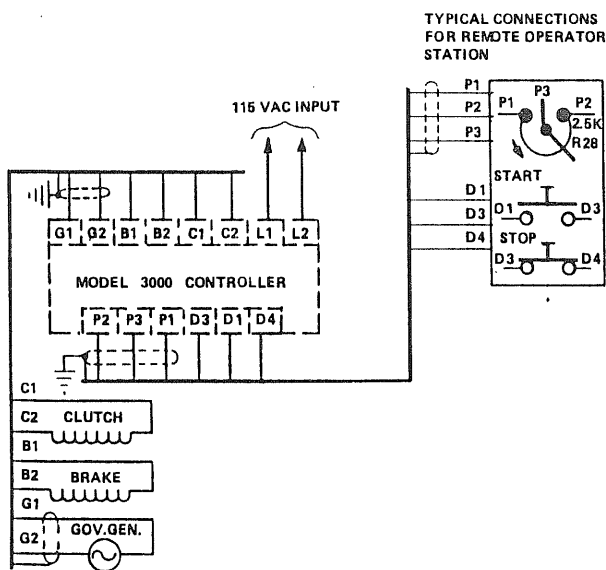 TYPICAL CONNECTIONS
FOR REMOTE OPERATOR
STATION
115 VAC INPUT
P1
P2
P3
P3
P1
P2
2.5K
R28
START
D1
D3
D4
D1
D3
STOP
D3
D4
G1 G2 B1 B2 C1 C2 L1 L2
MODEL 3000 CONTROLLER
P2 P3 P1 D3 D1 D4
C1
C2 CLUTCH
B1
B2 BRAKE
G1
G2 GOV.GEN.